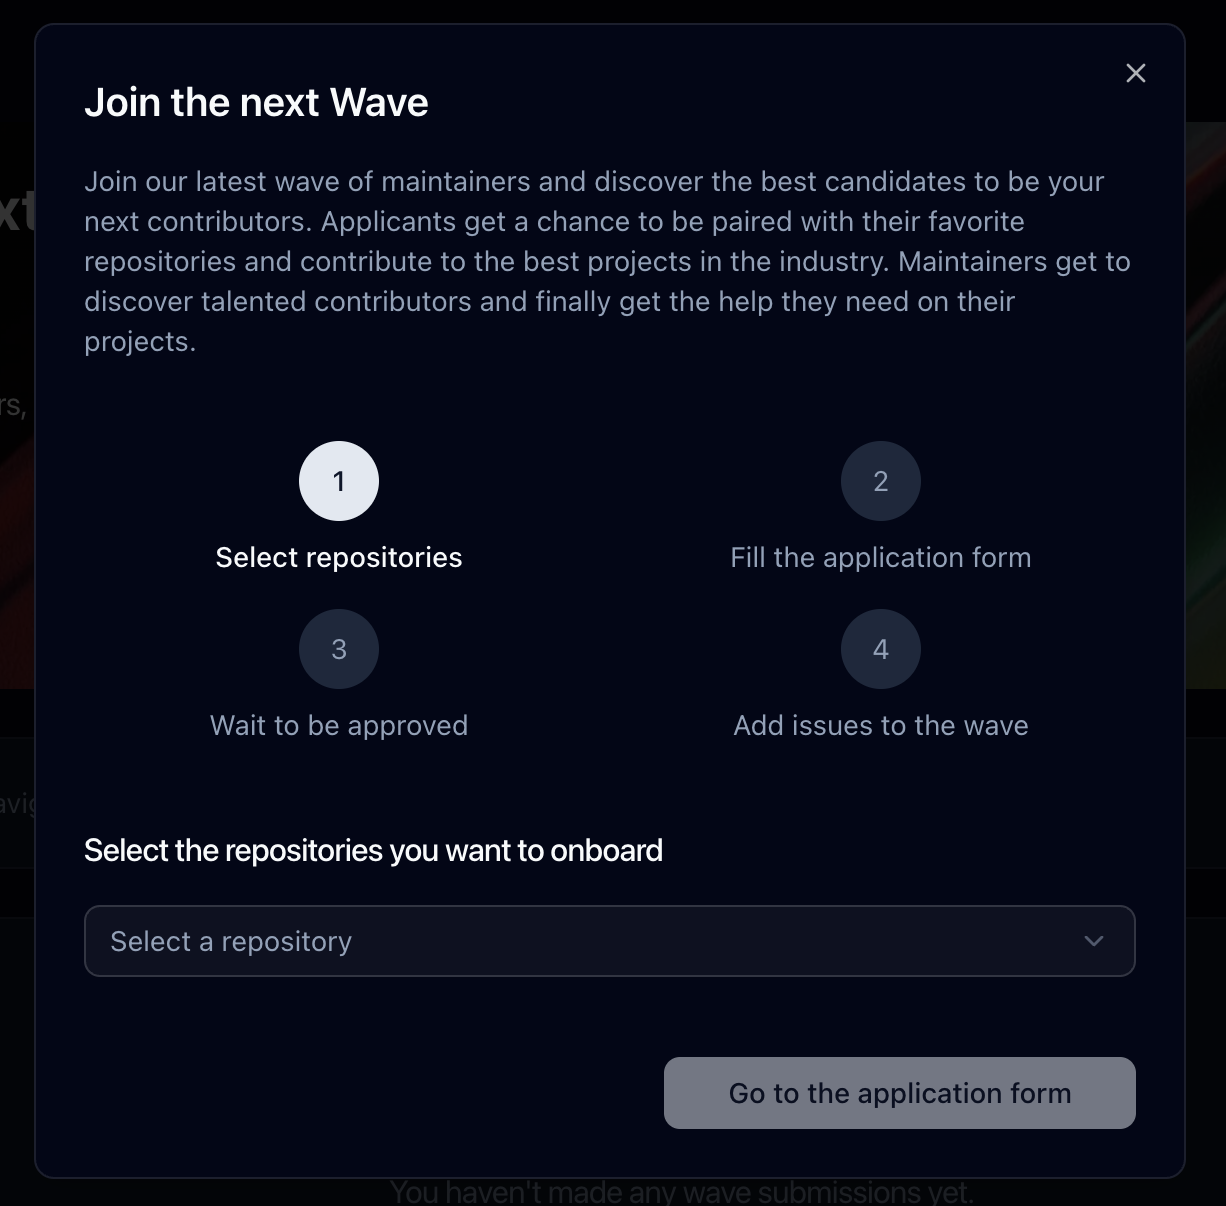 Join the next Wave
Join our latest wave of maintainers and discover the best candidates to be your
next contributors. Applicants get a chance to be paired with their favorite
repositories and contribute to the best projects in the industry. Maintainers get to
discover talented contributors and finally get the help they need on their
projects.
1
2
Select repositories
Fill the application form
3
4
Wait to be approved
Add issues to the wave
Select the repositories you want to onboard
Select a repository
Go to the application form
You haven't made any wave submissions yet.